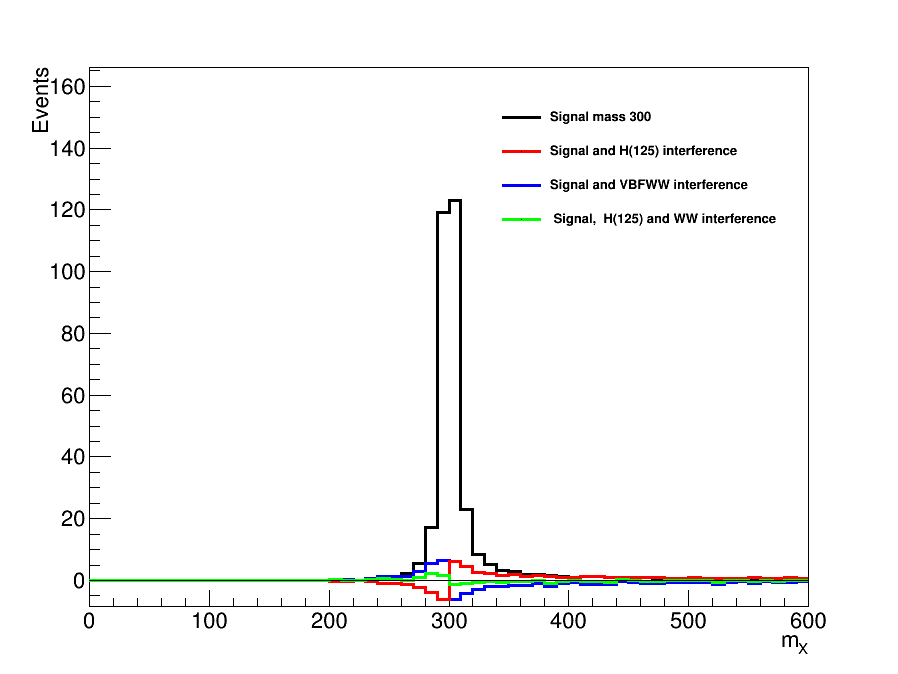 Events
160
140
120
100
80
60
40
20
0
Signal mass 300
Signal and H(125) interference
Signal and VBFWW interference
Signal, H(125) and WW interference
0 100 200 300 400 500 600
mX